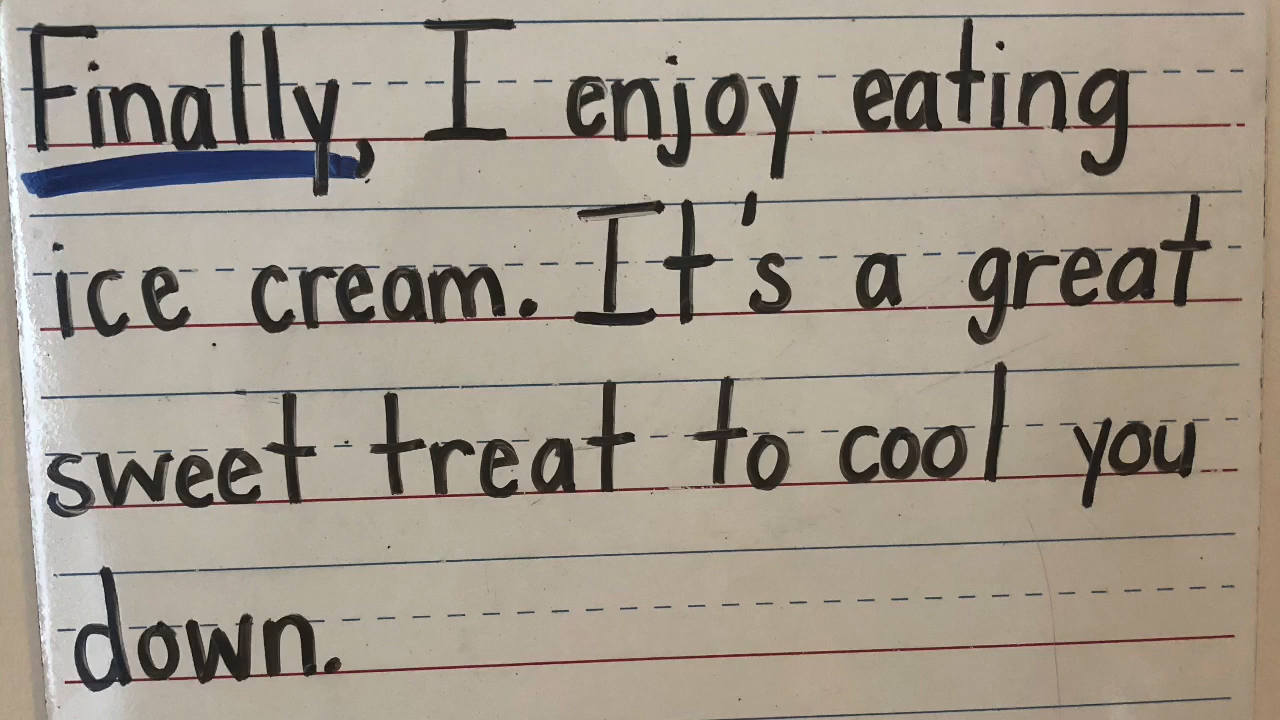 Finally, I enjoy eating
ice cream. It's a great
sweet treat to cool you
down.